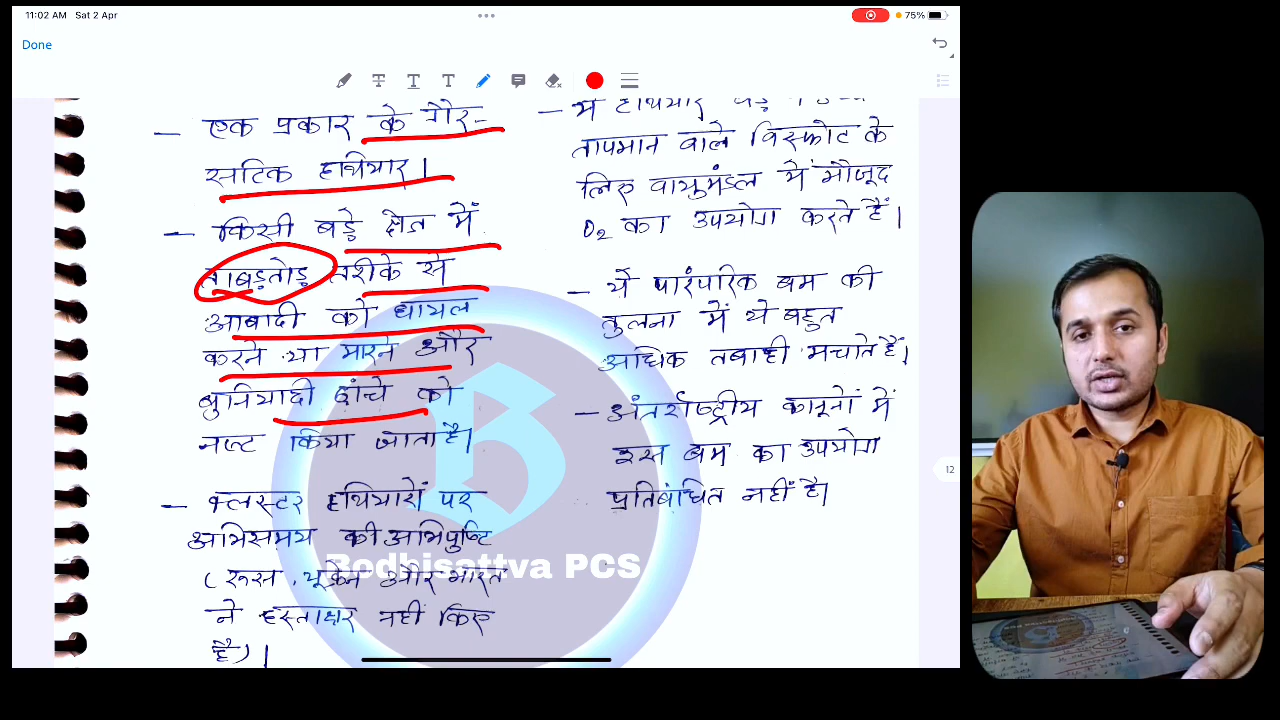 11:02 AM Sat 2 Apr
75%
Done
T T T
– एक प्रकार के गैर-
सटिक हथियार।
– किसी बड़े क्षेत्र में
ताबड़तोड़ तरीके से
आबादी को घायल
करने या मारने और
बुनियादी ढांचे को
नष्ट किया जाता है।
– क्लस्टर हथियारों पर
अभिसमय की अभिपुष्टि
(रूस, यूक्रेन और भारत
ने हस्ताक्षर नहीं किए
है)।
– ये हथियार
तापमान वाले विस्फोट के
लिए वायुमंडल में मौजूद
O₂ का उपयोग करते हैं।
– ये पारंपरिक बम की
तुलना में ये बहुत
अधिक तबाही मचाते हैं।
– अंतर्राष्ट्रीय कानूनों में
इस बम का उपयोग
प्रतिबंधित नहीं है।
12
Bodhisattva PCS